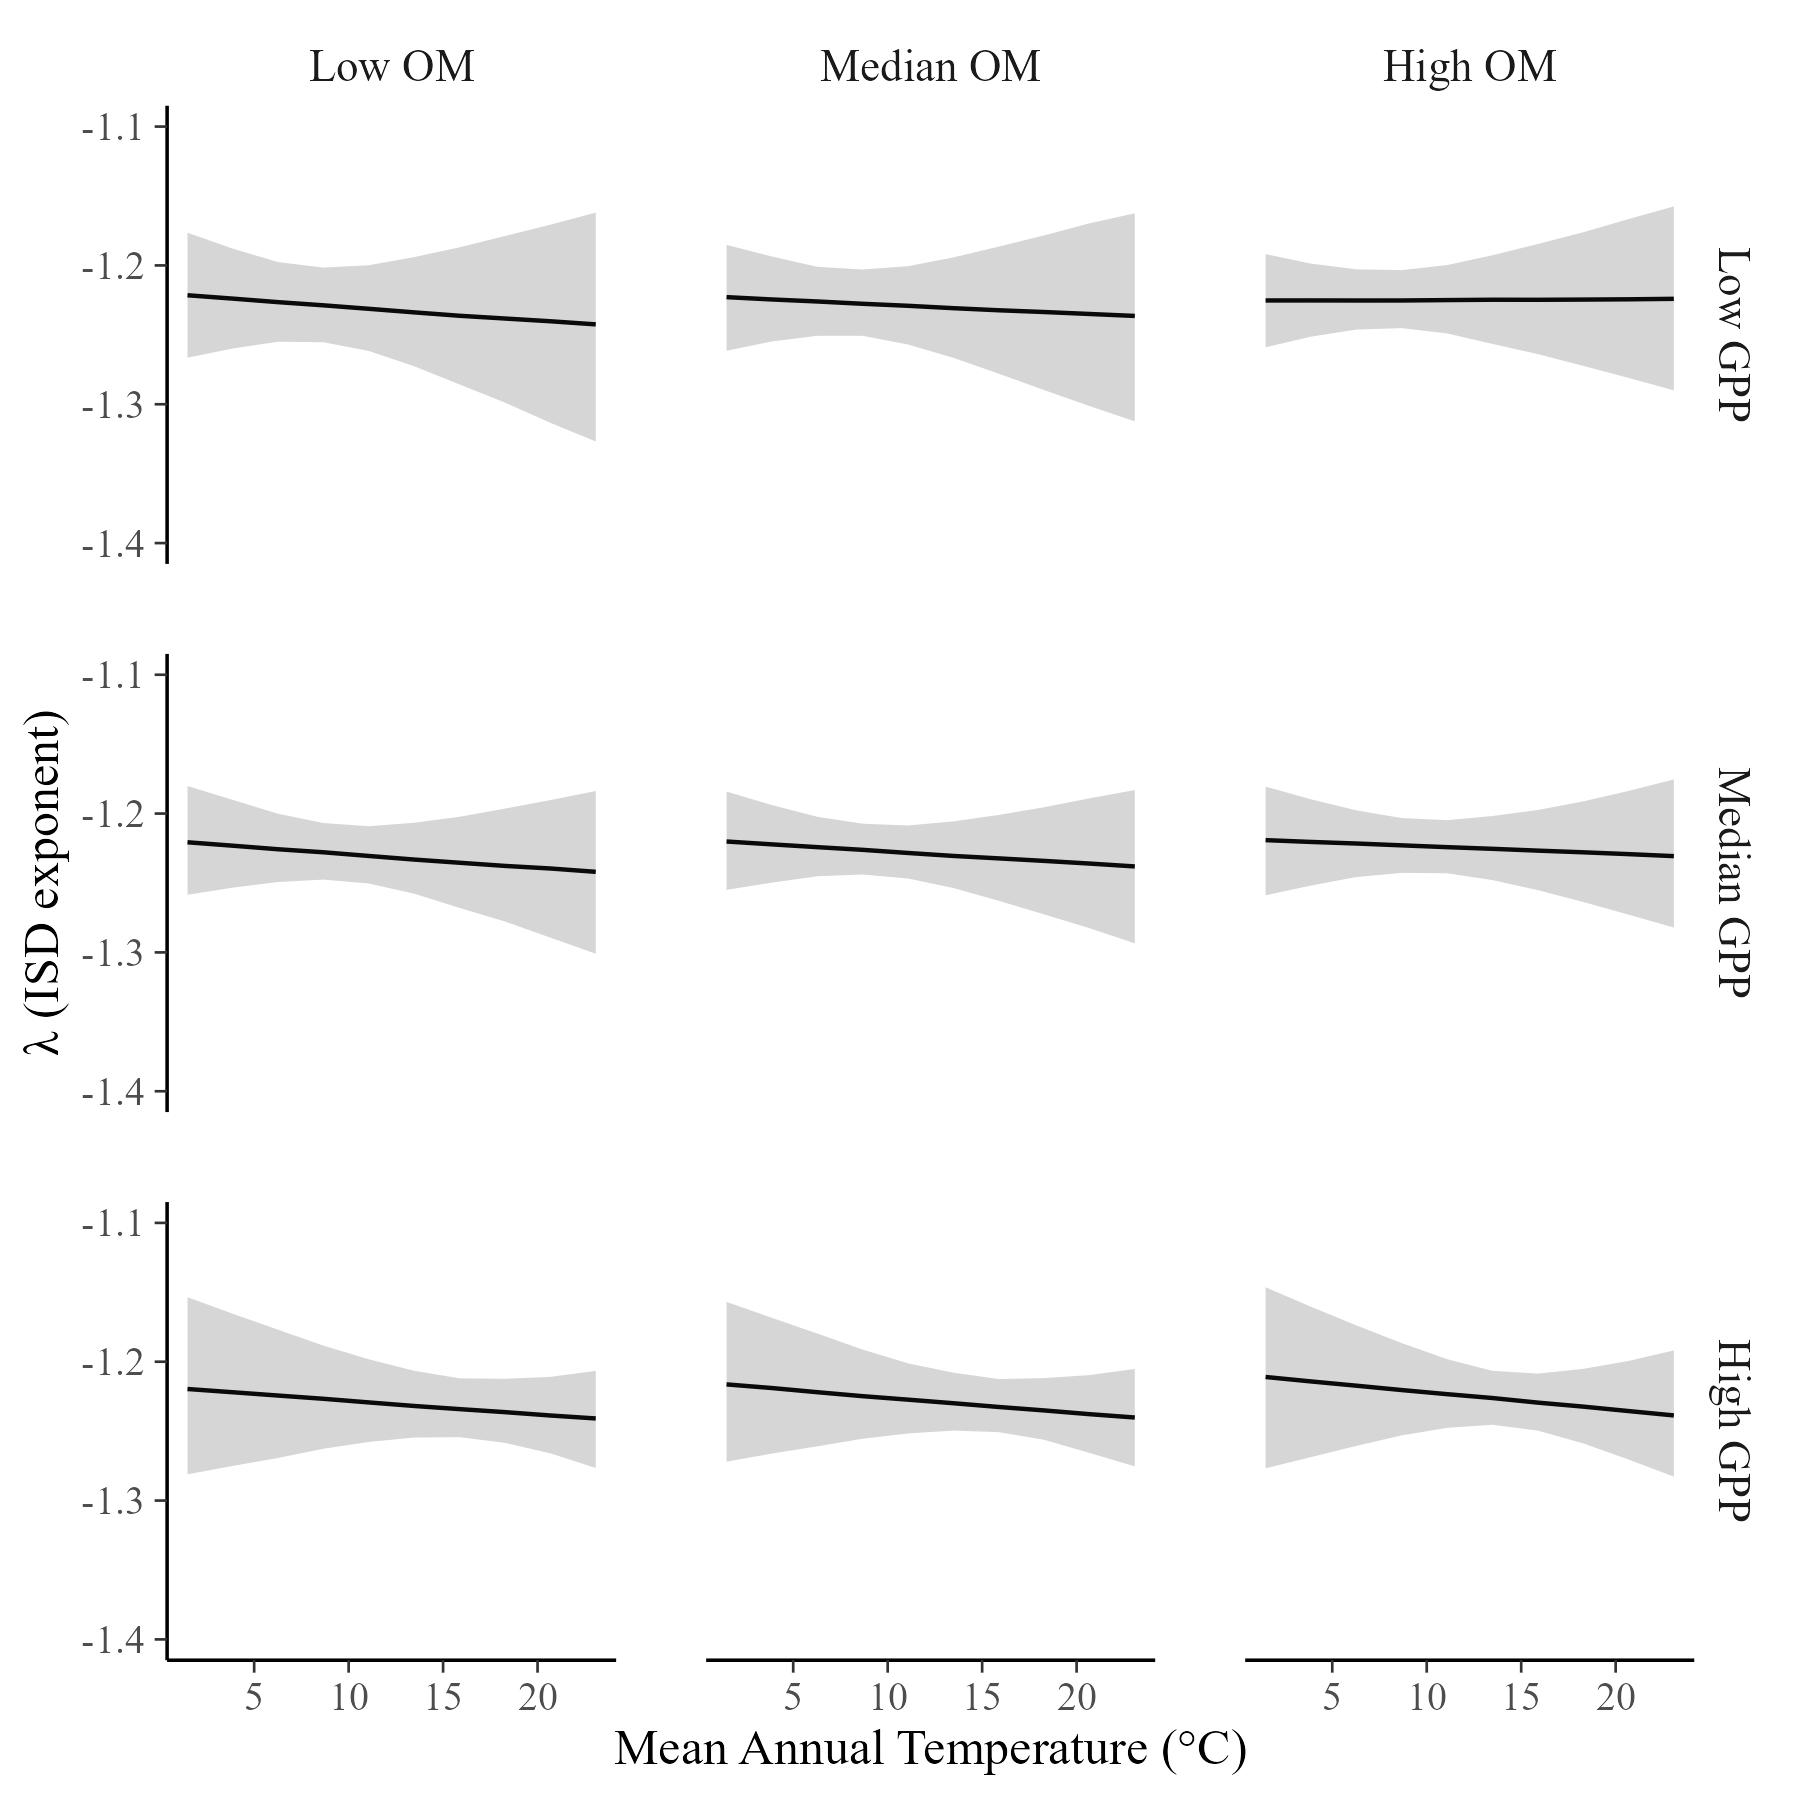 Low OM
Median OM
High OM
-1.1
-1.2
-1.3
-1.4
Low GPP
-1.1
-1.2
-1.3
-1.4
Median GPP
λ (ISD exponent)
-1.1
-1.2
-1.3
-1.4
High GPP
5 10 15 20
5 10 15 20
5 10 15 20
Mean Annual Temperature (°C)